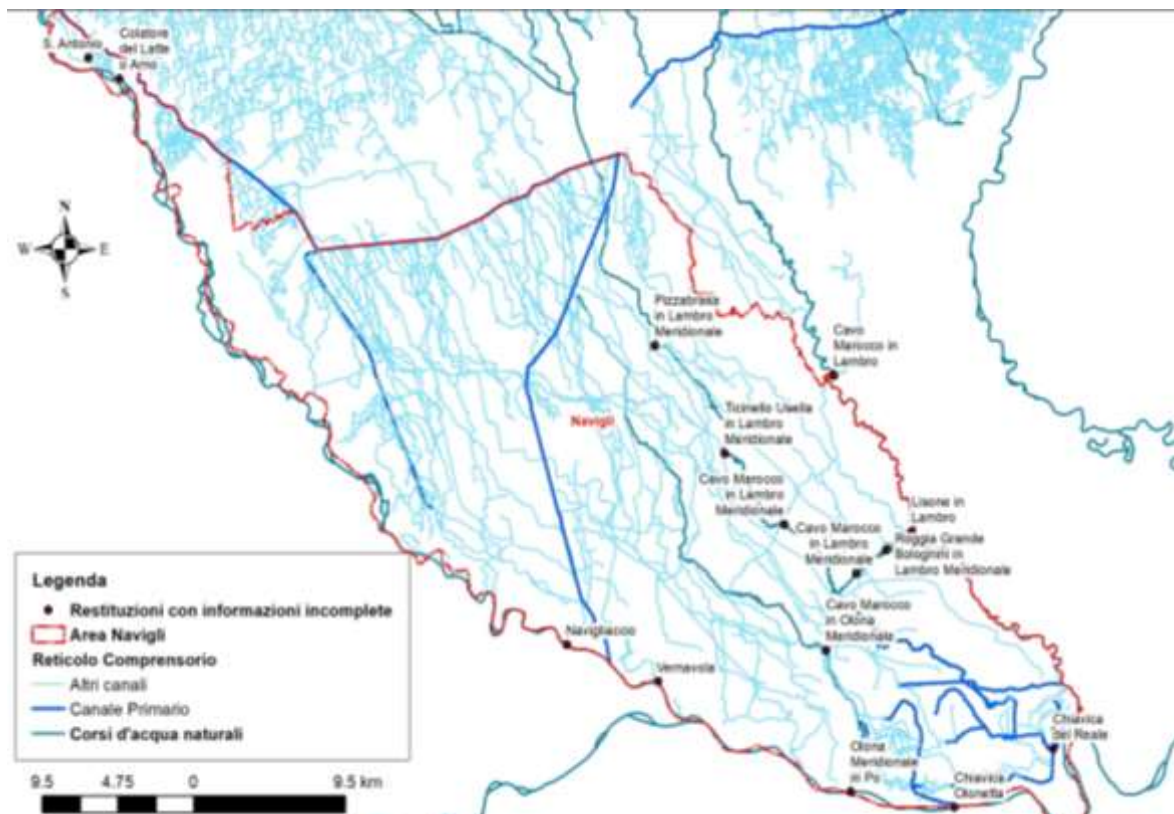 S. Antonio
Colatore
del Latte
o Arno
N
W
E
S
Pizzabrasa
in Lambro
Meridionale
Cavo
Marocco in
Lambro
Navigli
Ticinello Usella
in Lambro
Meridionale
Cavo Marocco
in Lambro
Meridionale
Lisone in
Lambro
Cavo Marocco
in Lambro
Meridionale
Roggia Grande
Bolognini in
Lambro Meridionale
Cavo Marocco
in Olona
Meridionale
Navigliaccio
Vernavola
Chiavica
del Reale
Olona
Meridionale
in Po
Chiavica
Olonetta
Legenda
Restituzioni con informazioni incomplete
Area Navigli
Reticolo Comprensorio
Altri canali
Canale Primario
Corsi d'acqua naturali
9.5 4.75 0 9.5 km